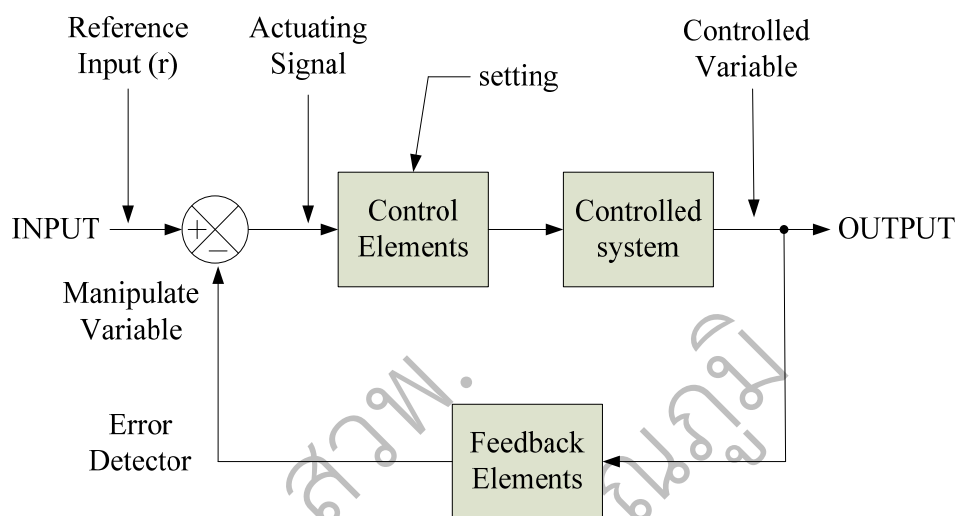 Reference
Input (r)
Actuating
Signal
setting
Controlled
Variable
INPUT
+
−
Control
Elements
Controlled
system
OUTPUT
Manipulate
Variable
Error
Detector
Feedback
Elements
สวพ.